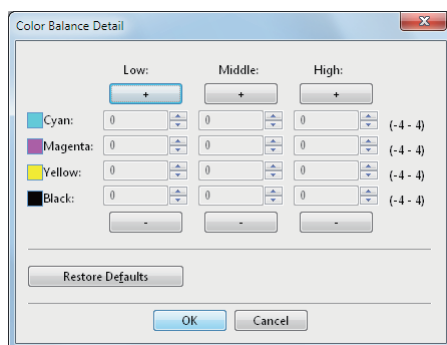 Color Balance Detail
Low: Middle: High:
+ + +
Cyan: 0 0 0 (-4 - 4)
Magenta: 0 0 0 (-4 - 4)
Yellow: 0 0 0 (-4 - 4)
Black: 0 0 0 (-4 - 4)
- - -
Restore Defaults
OK Cancel